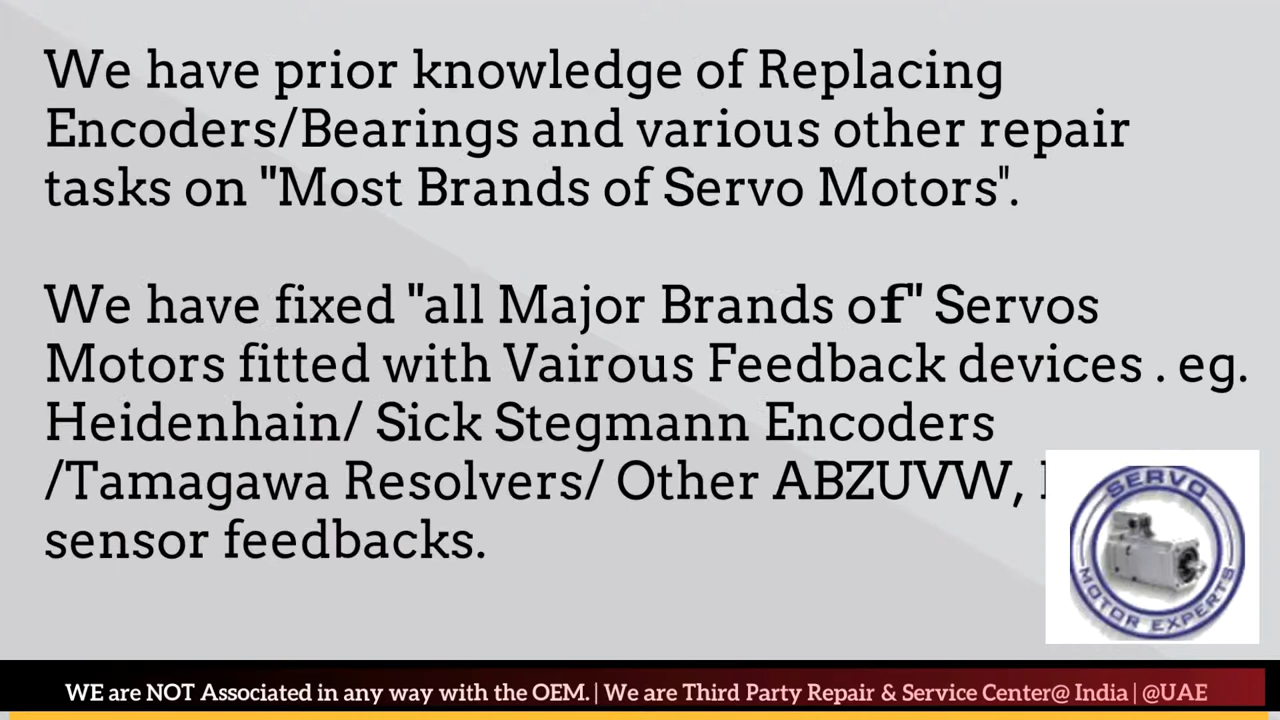 We have prior knowledge of Replacing
Encoders/Bearings and various other repair
tasks on "Most Brands of Servo Motors".
We have fixed "all Major Brands of" Servos
Motors fitted with Vairous Feedback devices . eg.
Heidenhain/ Sick Stegmann Encoders
/Tamagawa Resolvers/ Other ABZUVW,
sensor feedbacks.
SERVO
MOTOR EXPERTS
WE are NOT Associated in any way with the OEM. | We are Third Party Repair & Service Center@ India | @UAE